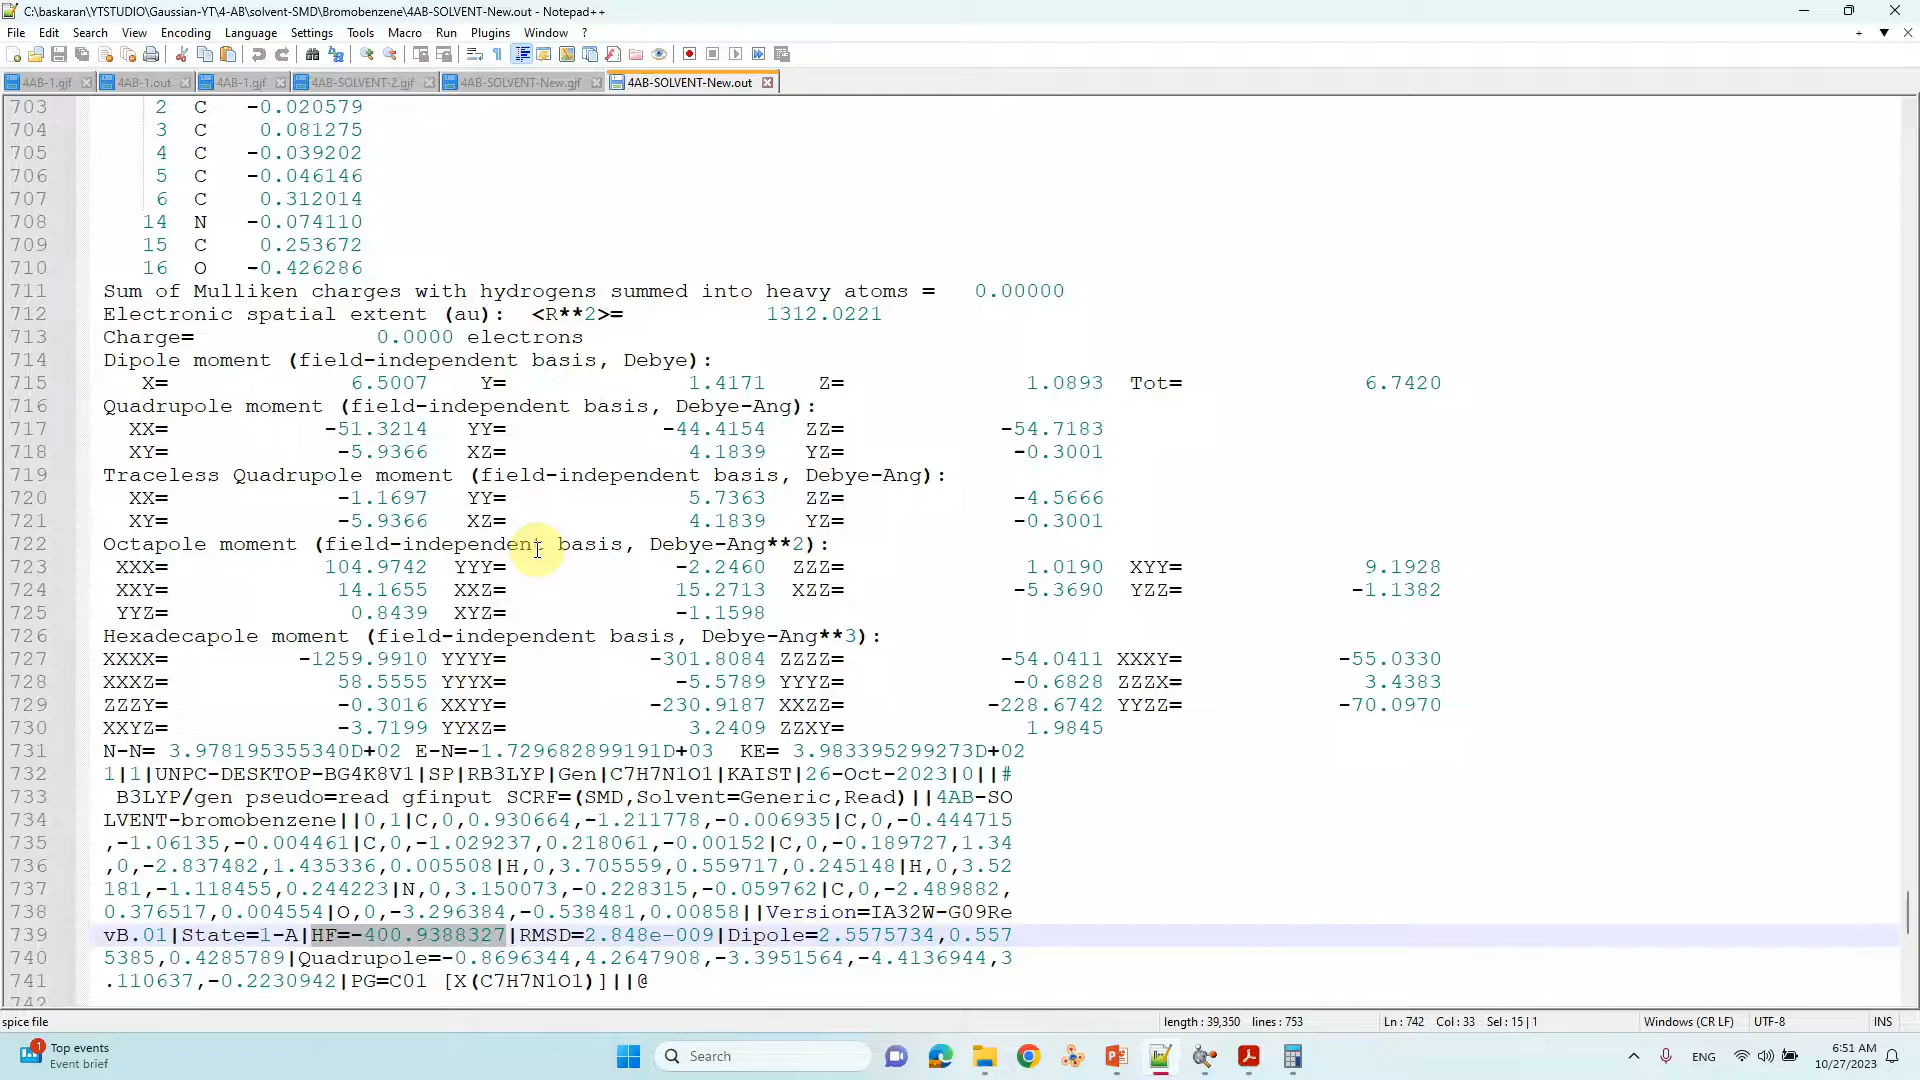 C:\baskaran\YTSTUDIO\Gaussian-YT\4-AB\solvent-SMD\Bromobenzene\4AB-SOLVENT-New.out - Notepad++
File Edit Search View Encoding Language Settings Tools Macro Run Plugins Window ?
4AB-1.gjf 4AB-1.out 4AB-1.gjf 4AB-SOLVENT-2.gjf 4AB-SOLVENT-New.gjf 4AB-SOLVENT-New.out
703 2 C -0.020579
704 3 C 0.081275
705 4 C -0.039202
706 5 C -0.046146
707 6 C 0.312014
708 14 N -0.074110
709 15 C 0.253672
710 16 O -0.426286
711 Sum of Mulliken charges with hydrogens summed into heavy atoms = 0.00000
712 Electronic spatial extent (au): <R**2>= 1312.0221
713 Charge= 0.0000 electrons
714 Dipole moment (field-independent basis, Debye):
715 X= 6.5007 Y= 1.4171 Z= 1.0893 Tot= 6.7420
716 Quadrupole moment (field-independent basis, Debye-Ang):
717 XX= -51.3214 YY= -44.4154 ZZ= -54.7183
718 XY= -5.9366 XZ= 4.1839 YZ= -0.3001
719 Traceless Quadrupole moment (field-independent basis, Debye-Ang):
720 XX= -1.1697 YY= 5.7363 ZZ= -4.5666
721 XY= -5.9366 XZ= 4.1839 YZ= -0.3001
722 Octapole moment (field-independent basis, Debye-Ang**2):
723 XXX= 104.9742 YYY= -2.2460 ZZZ= 1.0190 XYY= 9.1928
724 XXY= 14.1655 XXZ= 15.2713 XZZ= -5.3690 YZZ= -1.1382
725 YYZ= 0.8439 XYZ= -1.1598
726 Hexadecapole moment (field-independent basis, Debye-Ang**3):
727 XXXX= -1259.9910 YYYY= -301.8084 ZZZZ= -54.0411 XXXY= -55.0330
728 XXXZ= 58.5555 YYYX= -5.5789 YYYZ= -0.6828 ZZZX= 3.4383
729 ZZZY= -0.3016 XXYY= -230.9187 XXZZ= -228.6742 YYZZ= -70.0970
730 XXYZ= -3.7199 YYXZ= 3.2409 ZZXY= 1.9845
731 N-N= 3.978195355340D+02 E-N=-1.729682899191D+03 KE= 3.983395299273D+02
732 1|1|UNPC-DESKTOP-BG4K8V1|SP|RB3LYP|Gen|C7H7N1O1|KAIST|26-Oct-2023|0||#
733 B3LYP/gen pseudo=read gfinput SCRF=(SMD,Solvent=Generic,Read)||4AB-SO
734 LVENT-bromobenzene||0,1|C,0,0.930664,-1.211778,-0.006935|C,0,-0.444715
735 ,-1.06135,-0.004461|C,0,-1.029237,0.218061,-0.00152|C,0,-0.189727,1.34
736 ,0,-2.837482,1.435336,0.005508|H,0,3.705559,0.559717,0.245148|H,0,3.52
737 181,-1.118455,0.244223|N,0,3.150073,-0.228315,-0.059762|C,0,-2.489882,
738 0.376517,0.004554|O,0,-3.296384,-0.538481,0.00858||Version=IA32W-G09Re
739 vB.01|State=1-A|HF=-400.9388327|RMSD=2.848e-009|Dipole=2.5575734,0.557
740 5385,0.4285789|Quadrupole=-0.8696344,4.2647908,-3.3951564,-4.4136944,3
741 .110637,-0.2230942|PG=C01 [X(C7H7N1O1)]||@
742
spice file length : 39,350 lines : 753 Ln : 742 Col : 33 Sel : 15 | 1 Windows (CR LF) UTF-8 INS
1 Top events
Event brief
Search
ENG
6:51 AM
10/27/2023